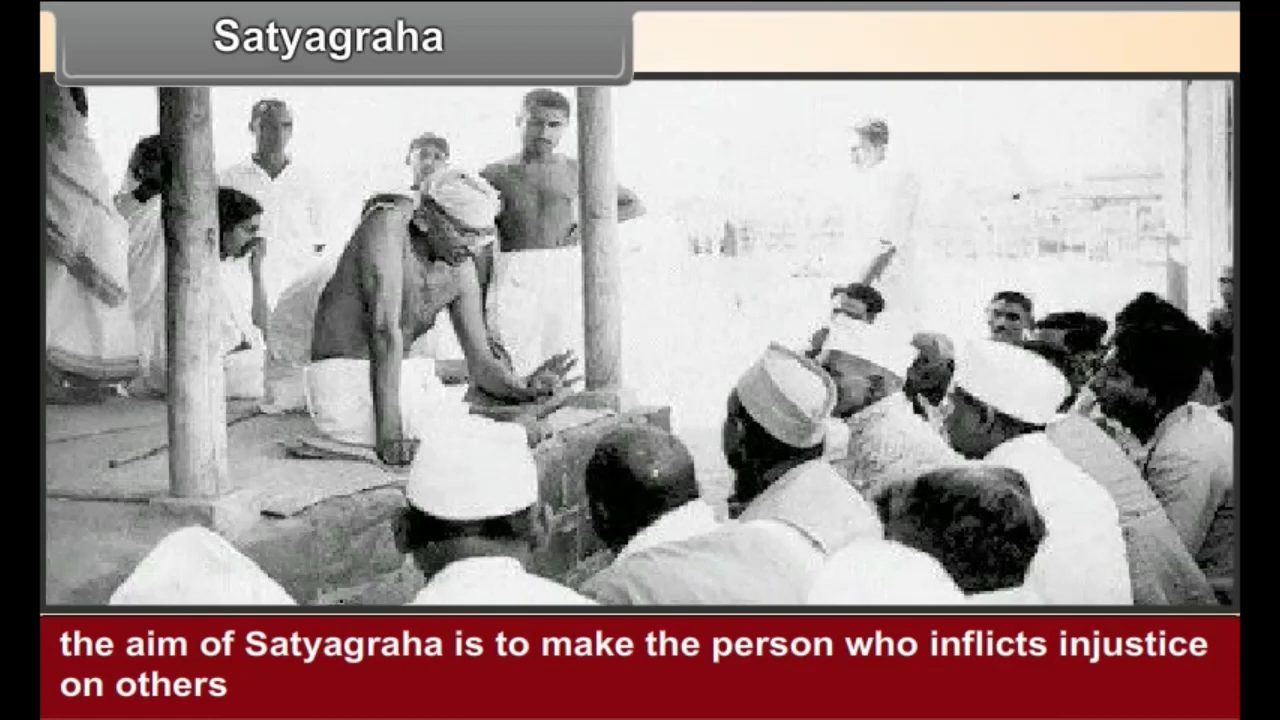 Satyagraha
the aim of Satyagraha is to make the person who inflicts injustice
on others